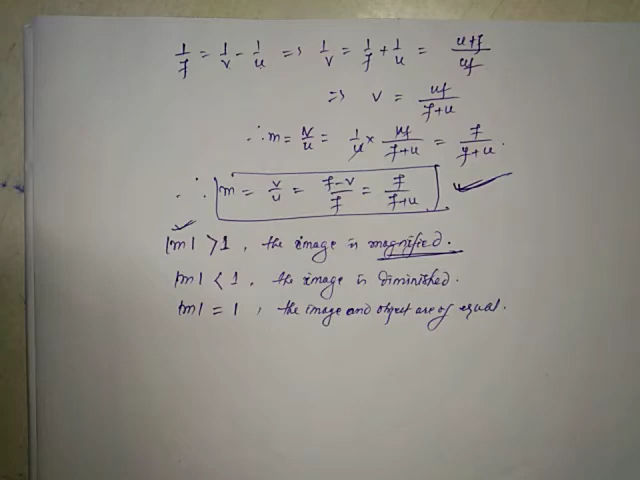 1/f = 1/v - 1/u => 1/v = 1/f + 1/u = u+f/uf
=> v = uf/f+u
∴ m = v/u = 1/u × uf/f+u = f/f+u.
∴ m = v/u = f-v/f = f/f+u
|m| > 1, the image is magnified.
|m| < 1, the image is diminished.
|m| = 1, the image and object are of equal.